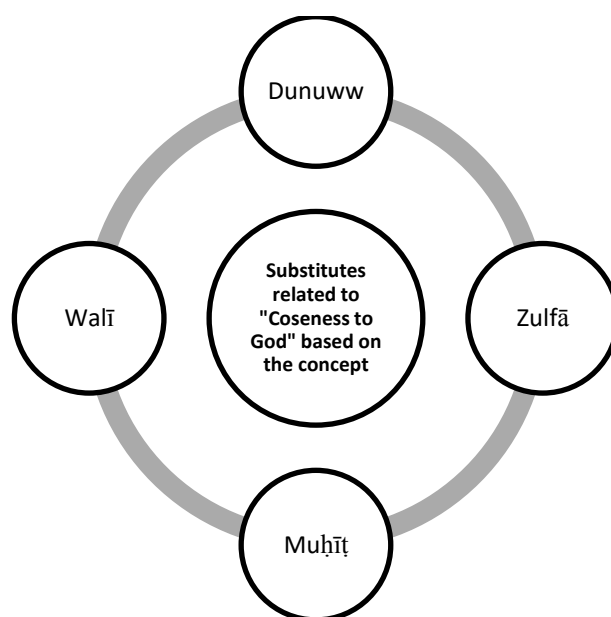 Dunuww
Walī
Substitutes
related to
"Coseness to
God" based on
the concept
Zulfā
Muḥīṭ